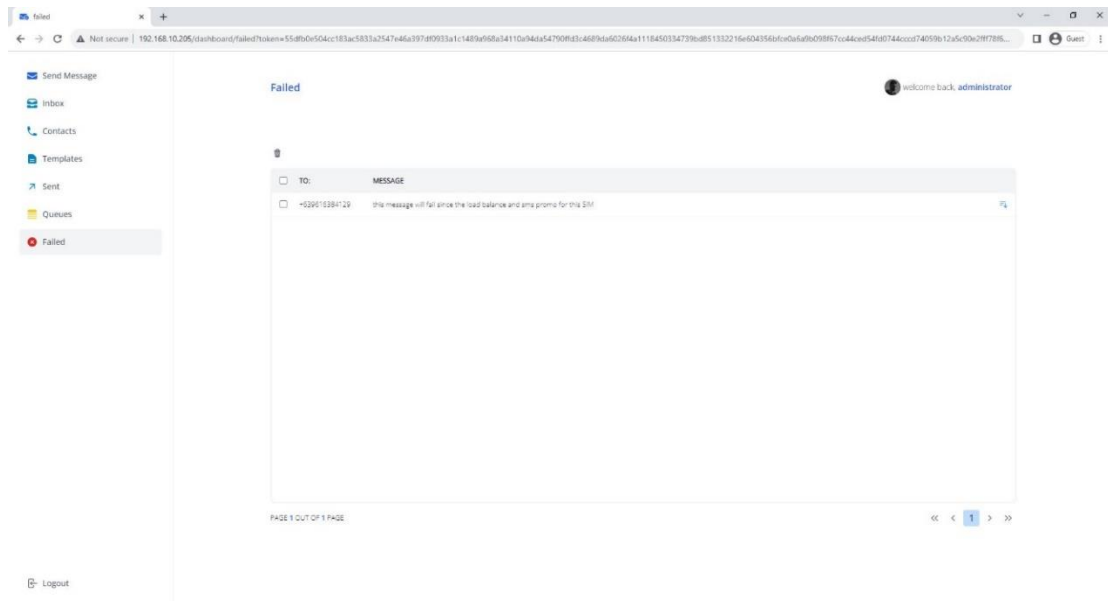 failed
Not secure | 192.168.10.205/dashboard/failed?token=
Guest
Send Message
Inbox
Contacts
Templates
Sent
Queues
Failed
Logout
Failed
welcome back, administrator
TO: MESSAGE
+639616384129 this message will fail since the load balance and sms promo for this SIM
PAGE 1 OUT OF 1 PAGE
1